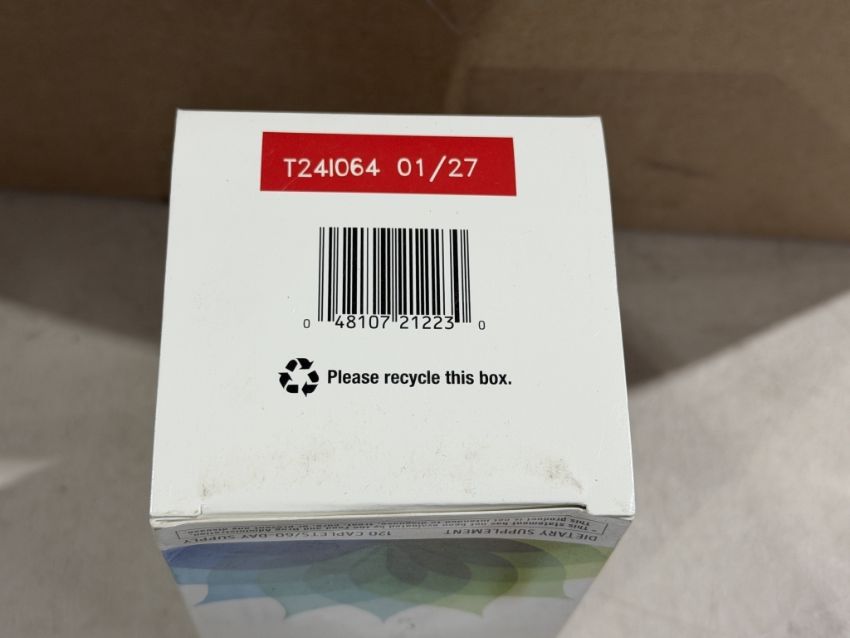 T24I064 01/27
0 48107 21223 0
Please recycle this box.
DIETARY SUPPLEMENT
120 CAPLETS/60-DAY SUPPLY